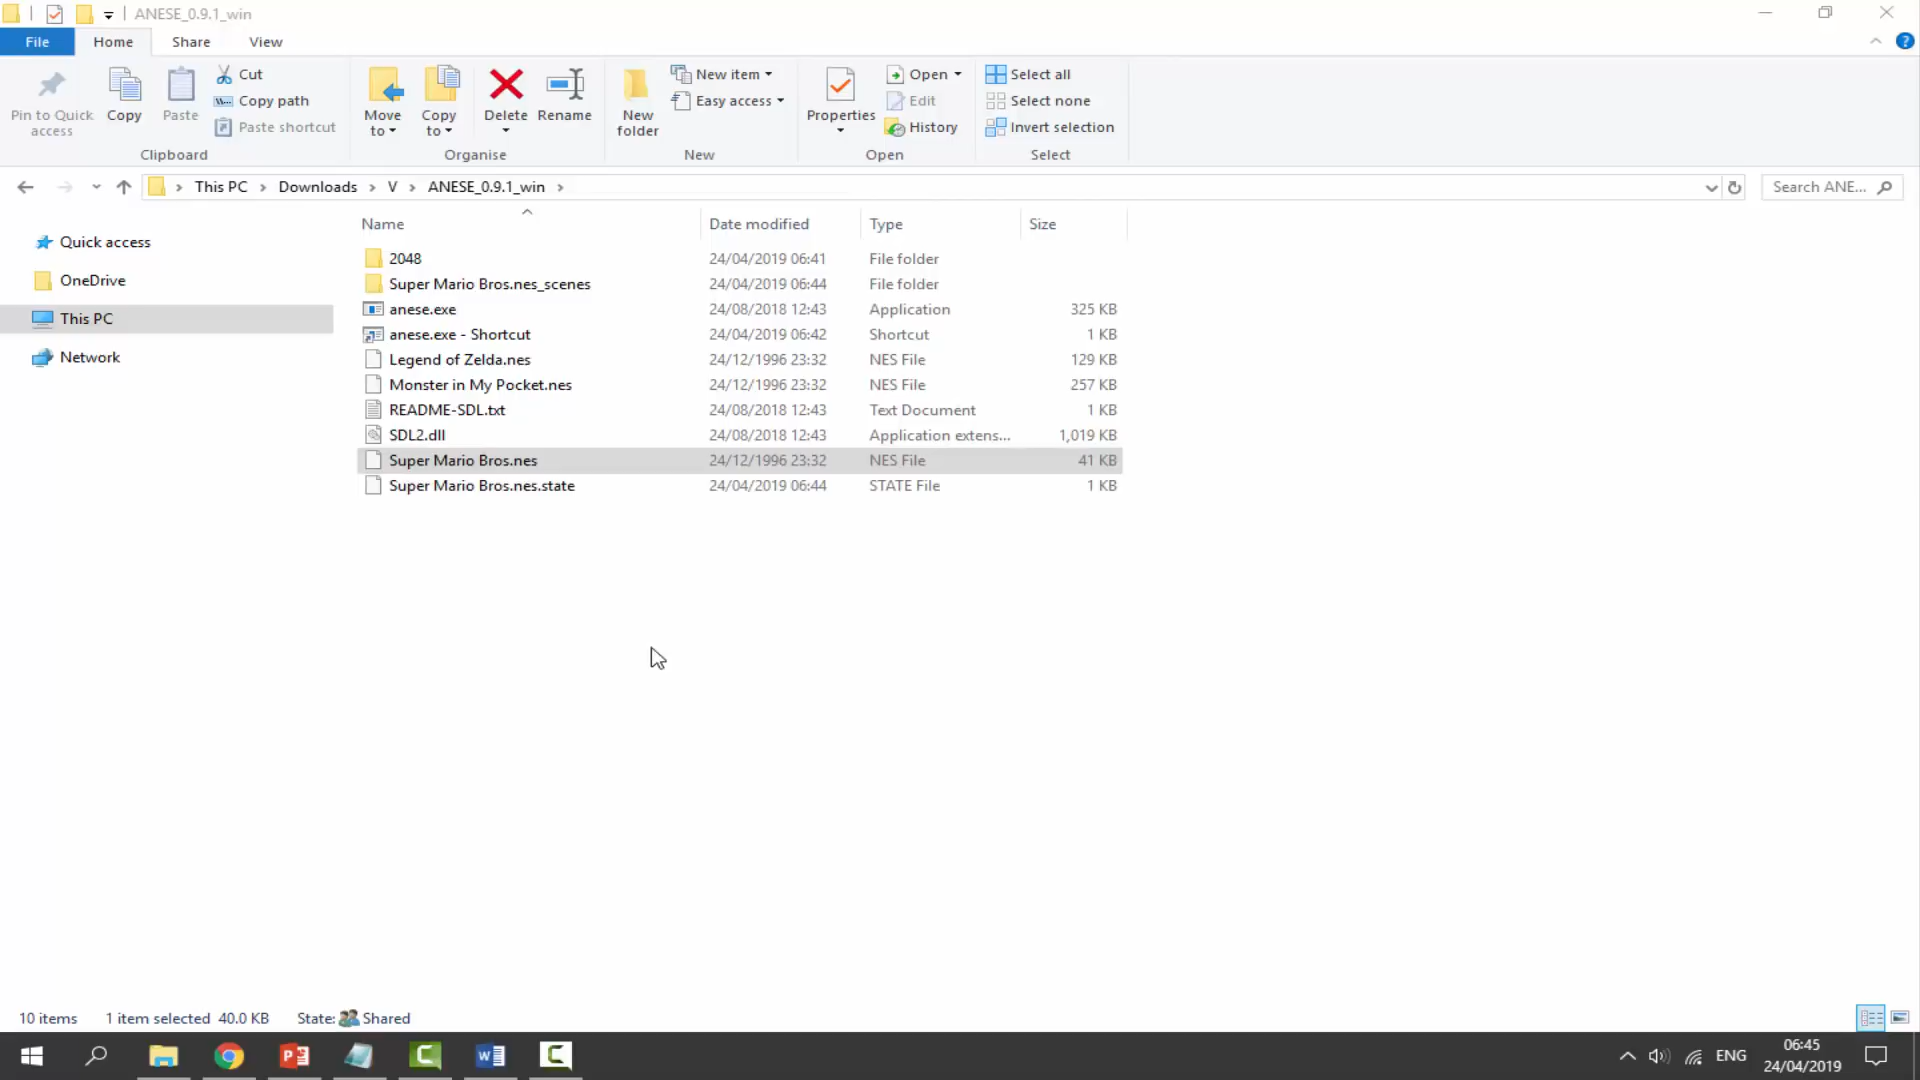 ANESE_0.9.1_win
File Home Share View
Pin to Quick access
Copy
Paste
Cut
Copy path
Paste shortcut
Clipboard
Move to
Copy to
Delete
Rename
Organise
New folder
New item
Easy access
New
Properties
Open
Edit
History
Open
Select all
Select none
Invert selection
Select
This PC > Downloads > V > ANESE_0.9.1_win >
Search ANE...
Quick access
OneDrive
This PC
Network
Name Date modified Type Size
2048 24/04/2019 06:41 File folder
Super Mario Bros.nes_scenes 24/04/2019 06:44 File folder
anese.exe 24/08/2018 12:43 Application 325 KB
anese.exe - Shortcut 24/04/2019 06:42 Shortcut 1 KB
Legend of Zelda.nes 24/12/1996 23:32 NES File 129 KB
Monster in My Pocket.nes 24/12/1996 23:32 NES File 257 KB
README-SDL.txt 24/08/2018 12:43 Text Document 1 KB
SDL2.dll 24/08/2018 12:43 Application extens... 1,019 KB
Super Mario Bros.nes 24/12/1996 23:32 NES File 41 KB
Super Mario Bros.nes.state 24/04/2019 06:44 STATE File 1 KB
10 items 1 item selected 40.0 KB State: Shared
ENG
06:45
24/04/2019